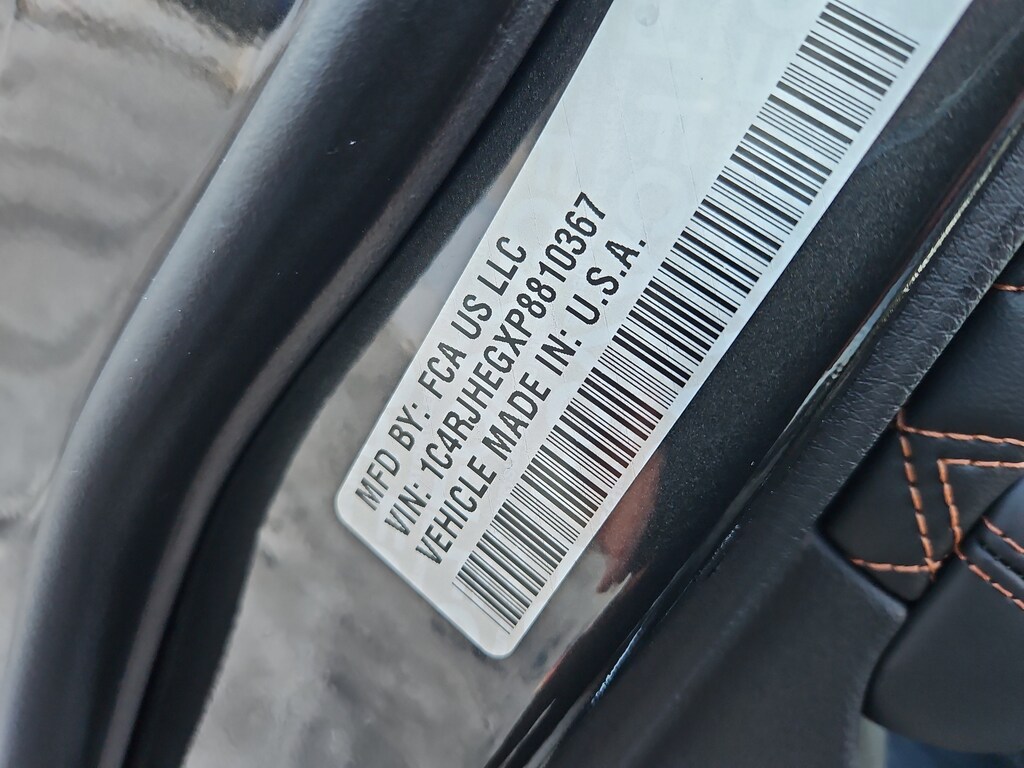 MFD BY: FCA US LLC
VIN: 1C4RJHEGXP8810367
VEHICLE MADE IN: U.S.A.